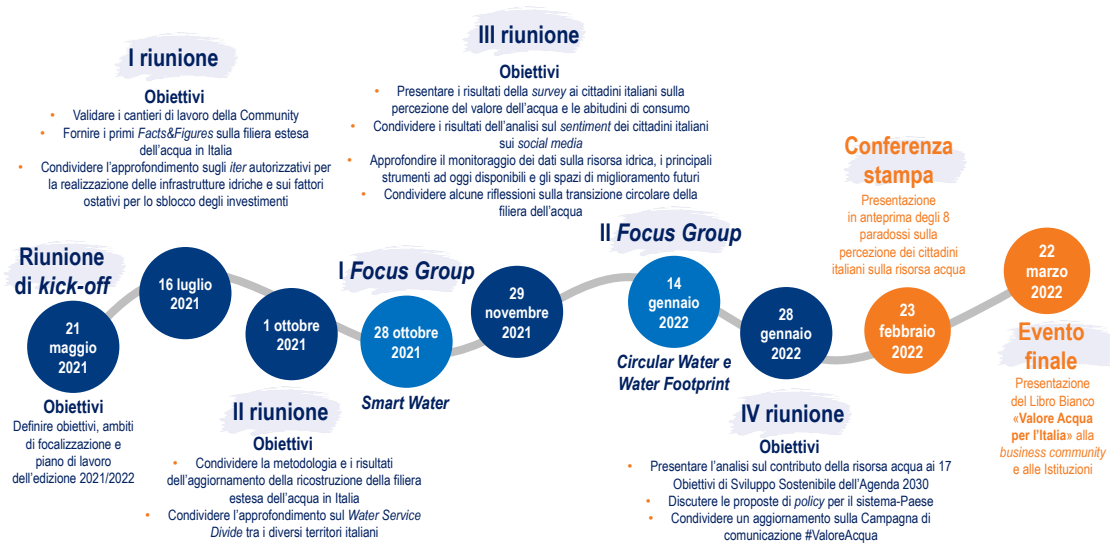 Riunione
di kick-off
21
maggio
2021
Obiettivi
Definire obiettivi, ambiti
di focalizzazione e
piano di lavoro
dell'edizione 2021/2022
I riunione
Obiettivi
• Validare i cantieri di lavoro della Community
• Fornire i primi Facts&Figures sulla filiera estesa
dell'acqua in Italia
• Condividere l'approfondimento sugli iter autorizzativi per
la realizzazione delle infrastrutture idriche e sui fattori
ostativi per lo sblocco degli investimenti
16 luglio
2021
1 ottobre
2021
II riunione
Obiettivi
• Condividere la metodologia e i risultati
dell'aggiornamento della ricostruzione della filiera
estesa dell'acqua in Italia
• Condividere l'approfondimento sul Water Service
Divide tra i diversi territori italiani
I Focus Group
28 ottobre
2021
Smart Water
III riunione
Obiettivi
• Presentare i risultati della survey ai cittadini italiani sulla
percezione del valore dell'acqua e le abitudini di consumo
• Condividere i risultati dell'analisi sul sentiment dei cittadini italiani
sui social media
• Approfondire il monitoraggio dei dati sulla risorsa idrica, i principali
strumenti ad oggi disponibili e gli spazi di miglioramento futuri
• Condividere alcune riflessioni sulla transizione circolare della
filiera dell'acqua
29
novembre
2021
II Focus Group
14
gennaio
2022
Circular Water e
Water Footprint
28
gennaio
2022
IV riunione
Obiettivi
• Presentare l'analisi sul contributo della risorsa acqua ai 17
Obiettivi di Sviluppo Sostenibile dell'Agenda 2030
• Discutere le proposte di policy per il sistema-Paese
• Condividere un aggiornamento sulla Campagna di
comunicazione #ValoreAcqua
Conferenza
stampa
Presentazione
in anteprima degli 8
paradossi sulla
percezione dei cittadini
italiani sulla risorsa acqua
23
febbraio
2022
22
marzo
2022
Evento
finale
Presentazione
del Libro Bianco
«Valore Acqua
per l'Italia» alla
business community
e alle Istituzioni